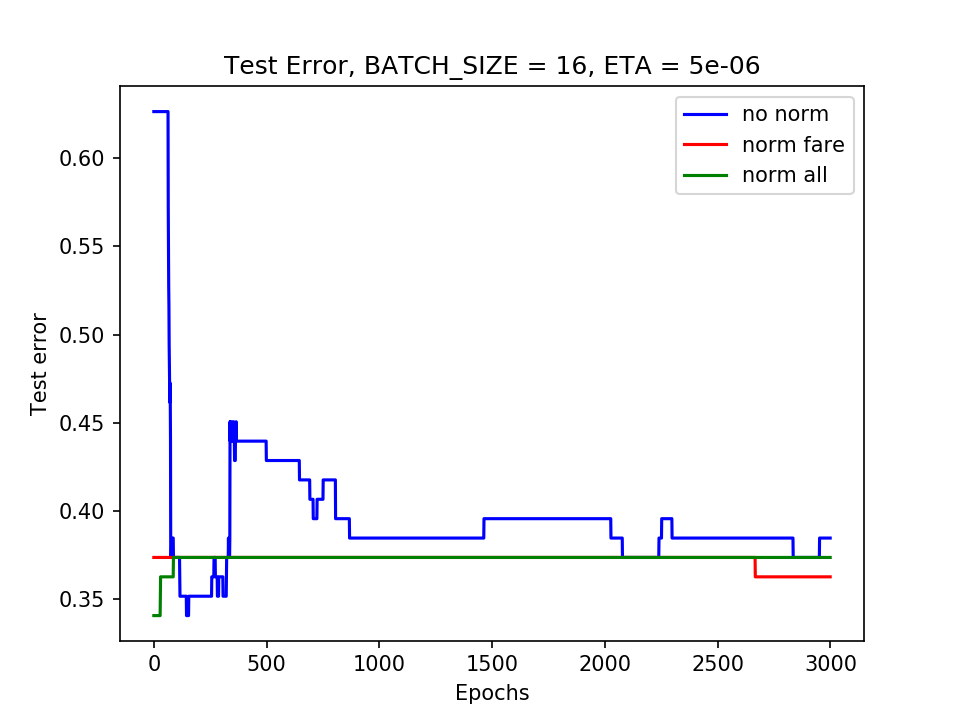 Test Error, BATCH_SIZE = 16, ETA = 5e-06
no norm
norm fare
norm all
0.60
0.55
0.50
0.45
0.40
0.35
Test error
0 500 1000 1500 2000 2500 3000
Epochs